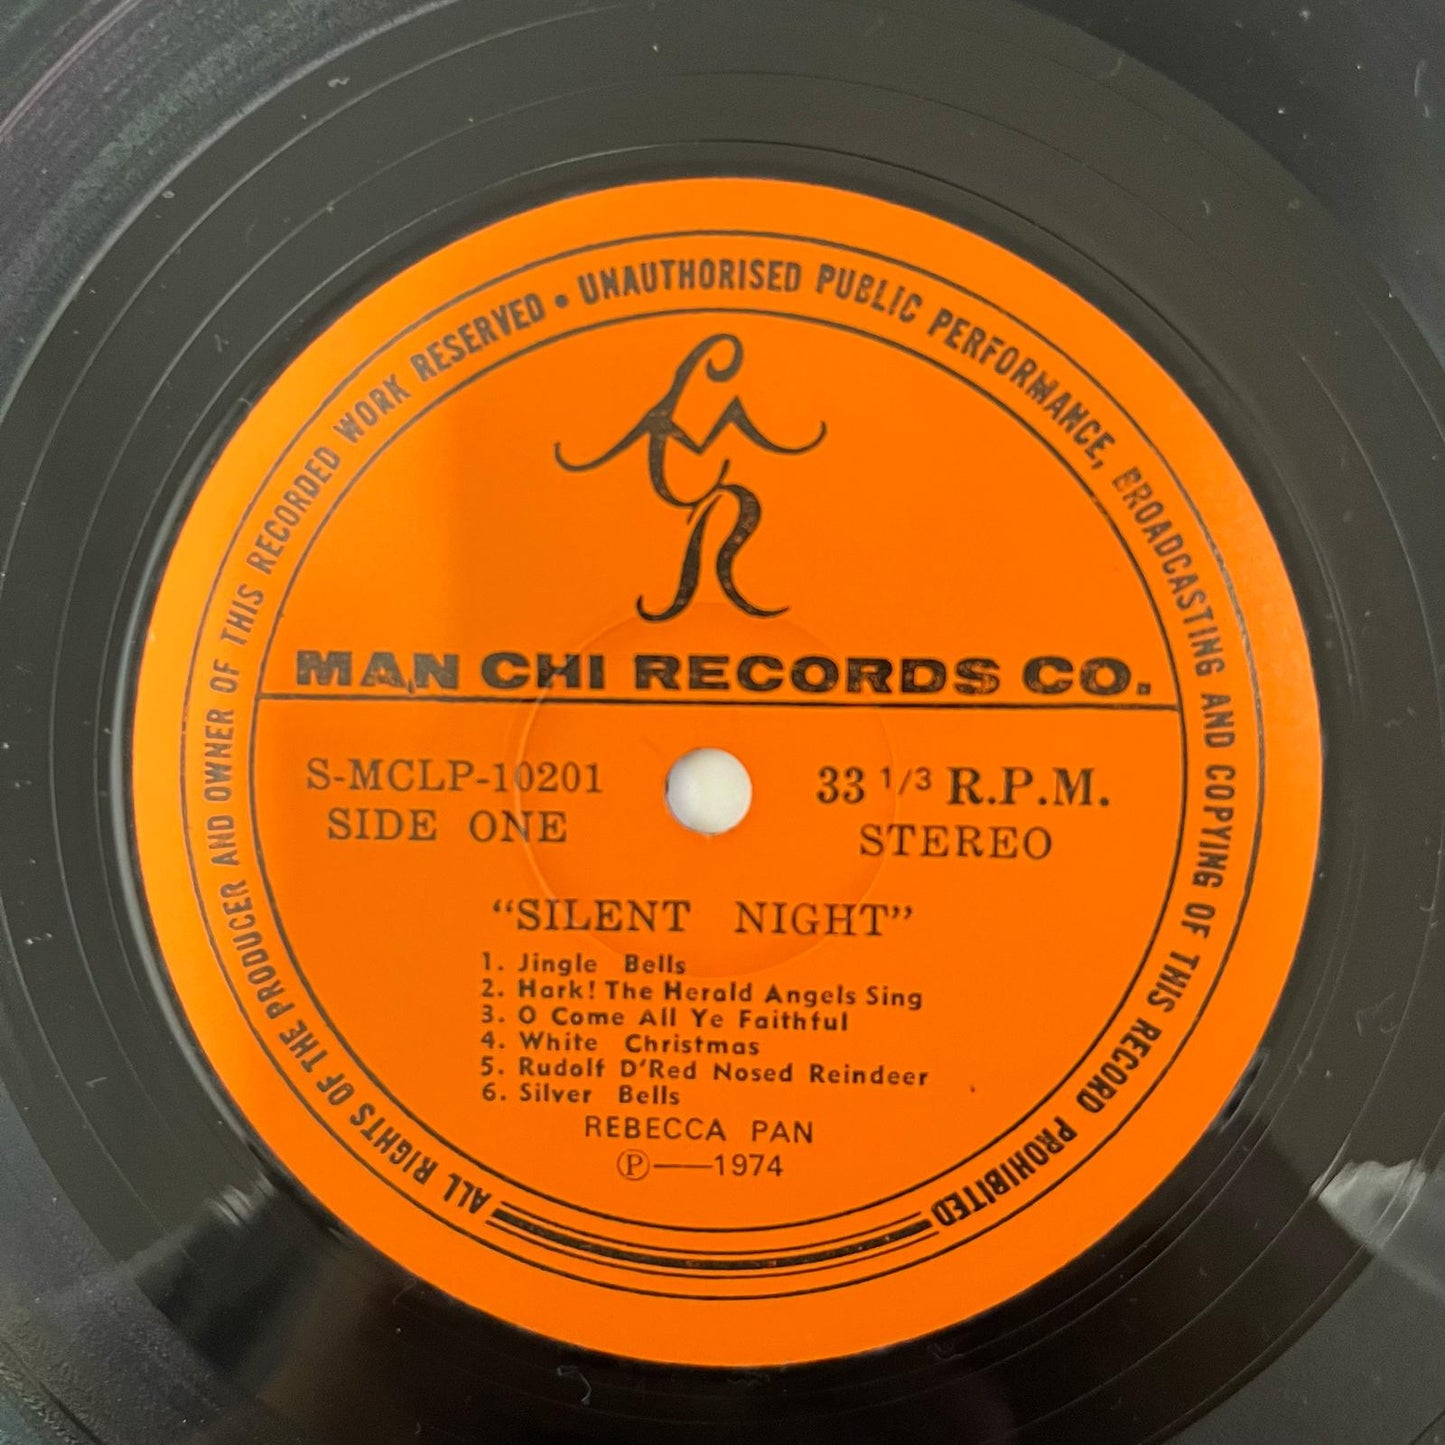 ALL RIGHTS OF THE PRODUCER AND OWNER OF THIS RECORDED WORK RESERVED • UNAUTHORISED PUBLIC PERFORMANCE, BROADCASTING AND COPYING OF THIS RECORD PROHIBITED
MCR
MAN CHI RECORDS CO.
S-MCLP-10201 33 1/3 R.P.M.
SIDE ONE STEREO
“SILENT NIGHT”
1. Jingle Bells
2. Hark! The Herald Angels Sing
3. O Come All Ye Faithful
4. White Christmas
5. Rudolf D'Red Nosed Reindeer
6. Silver Bells
REBECCA PAN
Ⓟ—1974